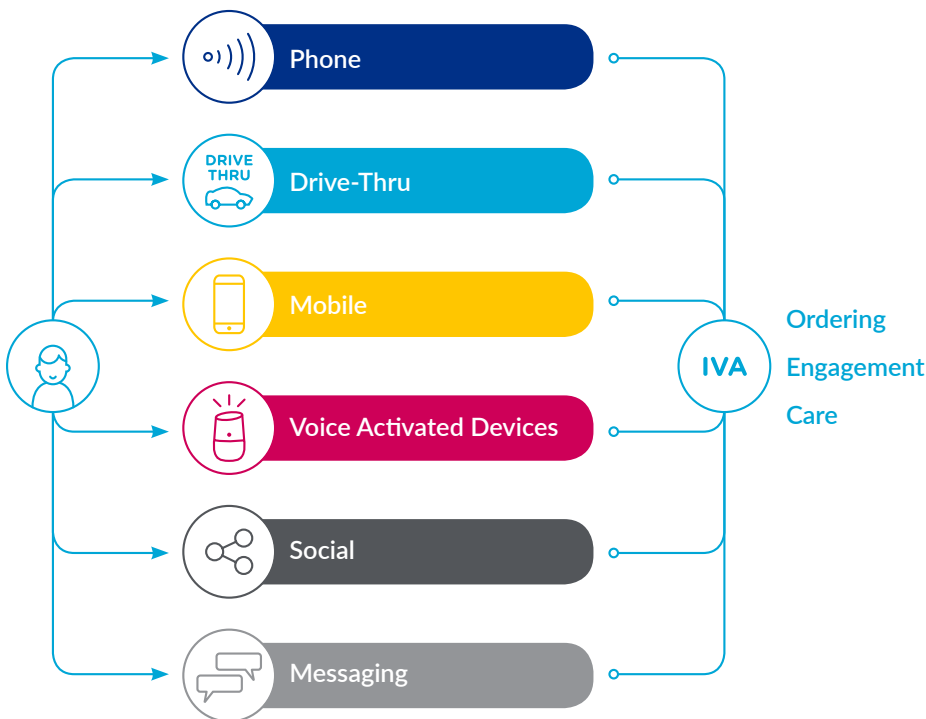 Phone
DRIVE
THRU
Drive-Thru
Mobile
Voice Activated Devices
Social
Messaging
IVA
Ordering
Engagement
Care